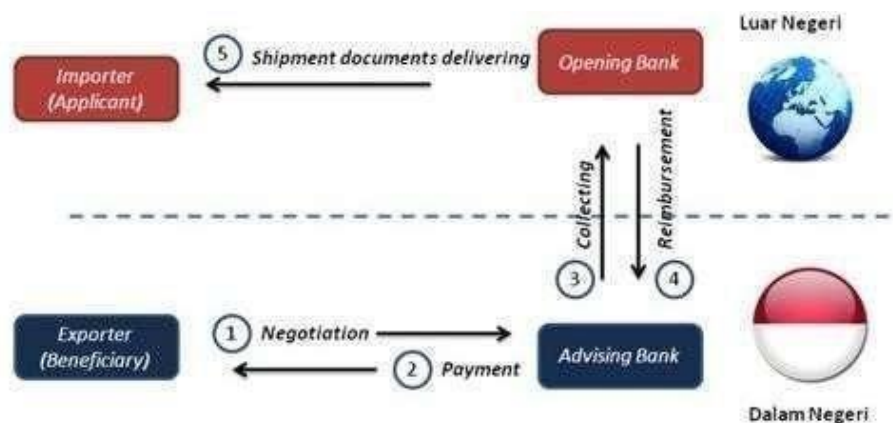 Luar Negeri
5 Shipment documents delivering
Importer
(Applicant)
Opening Bank
Collecting
Reimbursement
3
4
Exporter
(Beneficiary)
1 Negotiation
2 Payment
Advising Bank
Dalam Negeri